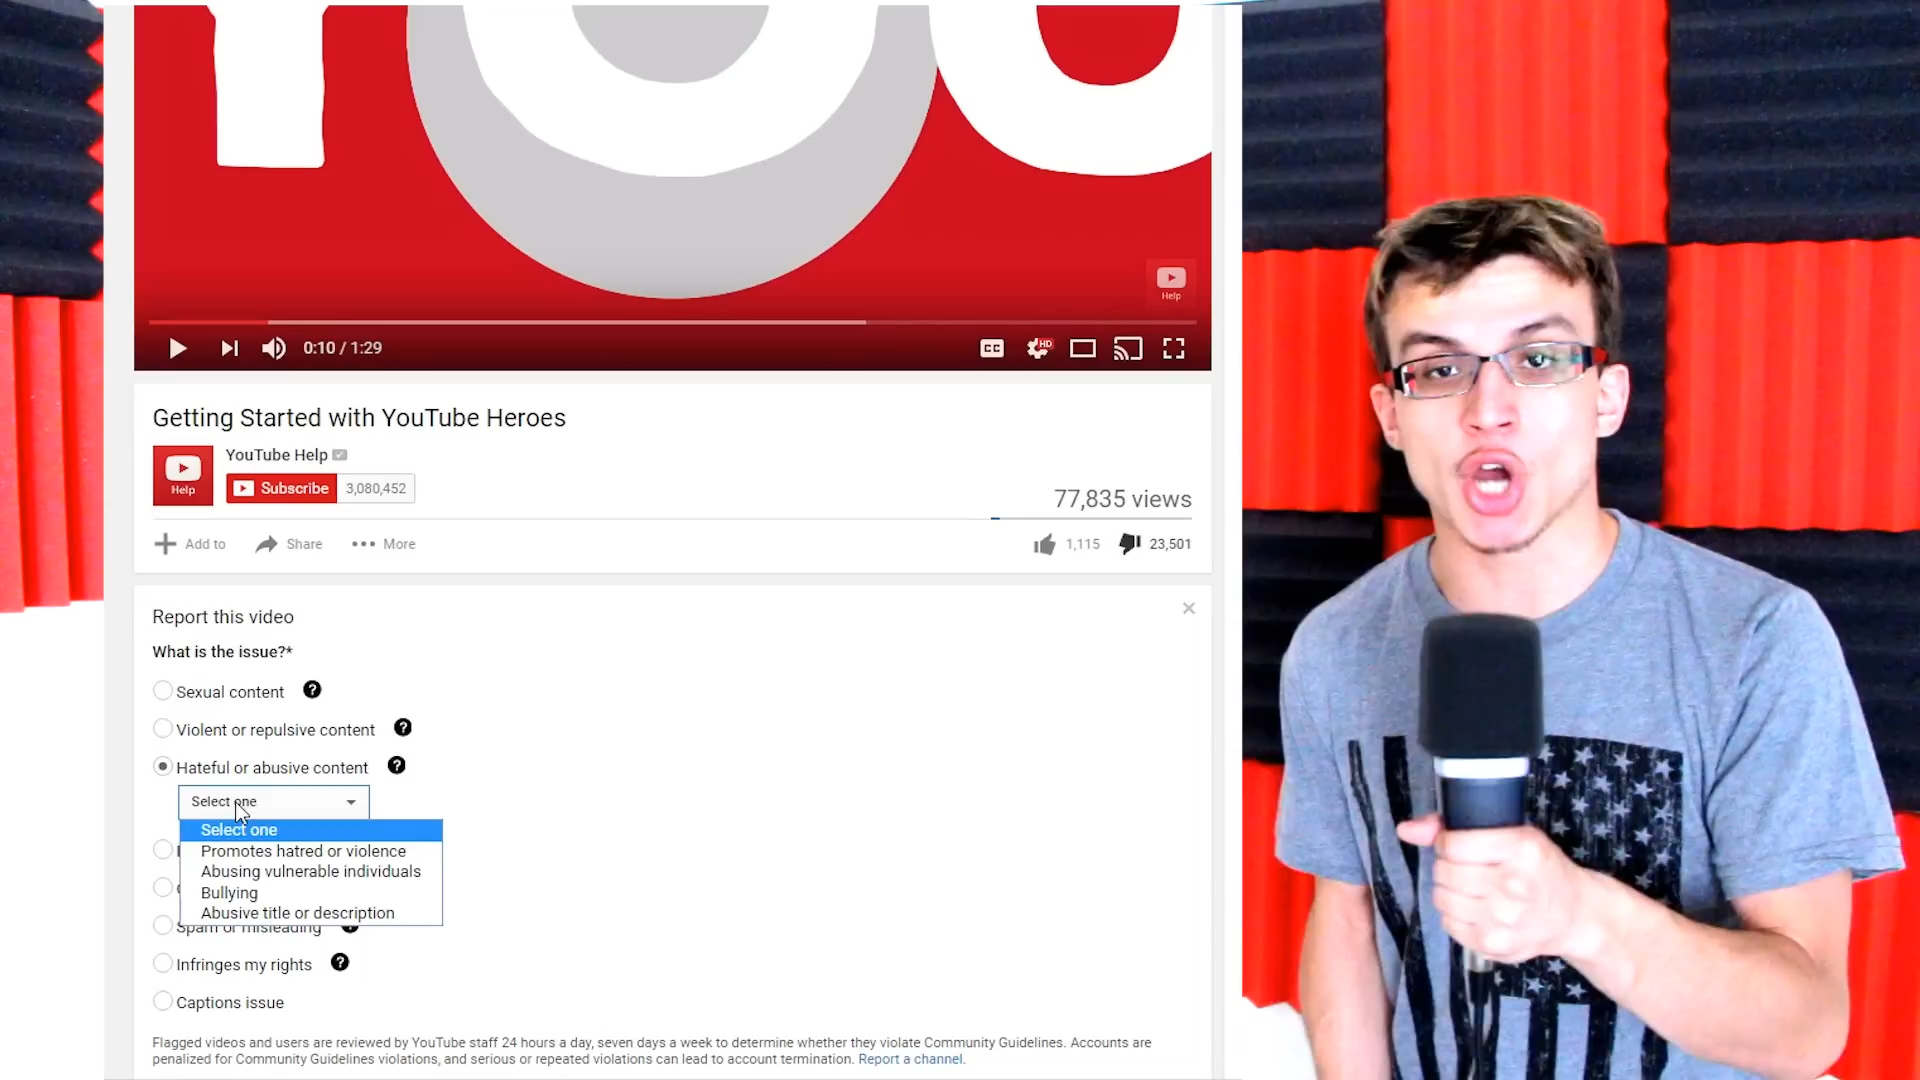 Help
0:10 / 1:29
CC
HD
Getting Started with YouTube Heroes
YouTube Help
Help
Subscribe 3,080,452
77,835 views
Add to Share More
1,115 23,501
Report this video
What is the issue?*
Sexual content ?
Violent or repulsive content ?
Hateful or abusive content ?
Select one
Select one
Promotes hatred or violence
Abusing vulnerable individuals
Bullying
Abusive title or description
Spam or misleading
Infringes my rights ?
Captions issue
Flagged videos and users are reviewed by YouTube staff 24 hours a day, seven days a week to determine whether they violate Community Guidelines. Accounts are
penalized for Community Guidelines violations, and serious or repeated violations can lead to account termination. Report a channel.